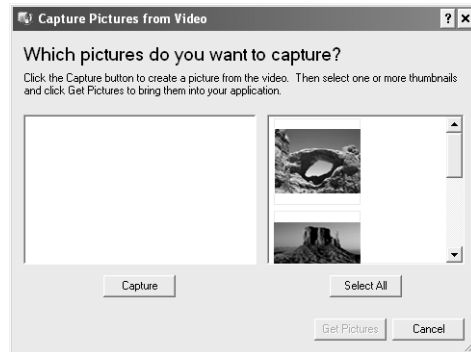 Capture Pictures from Video
Which pictures do you want to capture?
Click the Capture button to create a picture from the video. Then select one or more thumbnails
and click Get Pictures to bring them into your application.
Capture
Select All
Get Pictures
Cancel